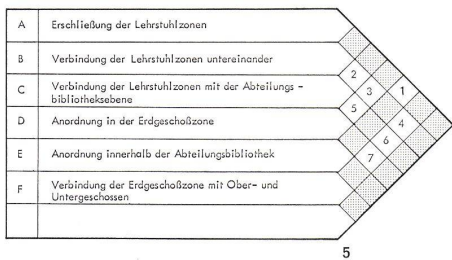 A Erschließung der Lehrstuhlzonen
B Verbindung der Lehrstuhlzonen untereinander
C Verbindung der Lehrstuhlzonen mit der Abteilungs -
bibliotheksebene
D Anordnung in der Erdgeschoßzone
E Anordnung innerhalb der Abteilungsbibliothek
F Verbindung der Erdgeschoßzone mit Ober- und
Untergeschossen
2
3
1
5
4
6
7
5